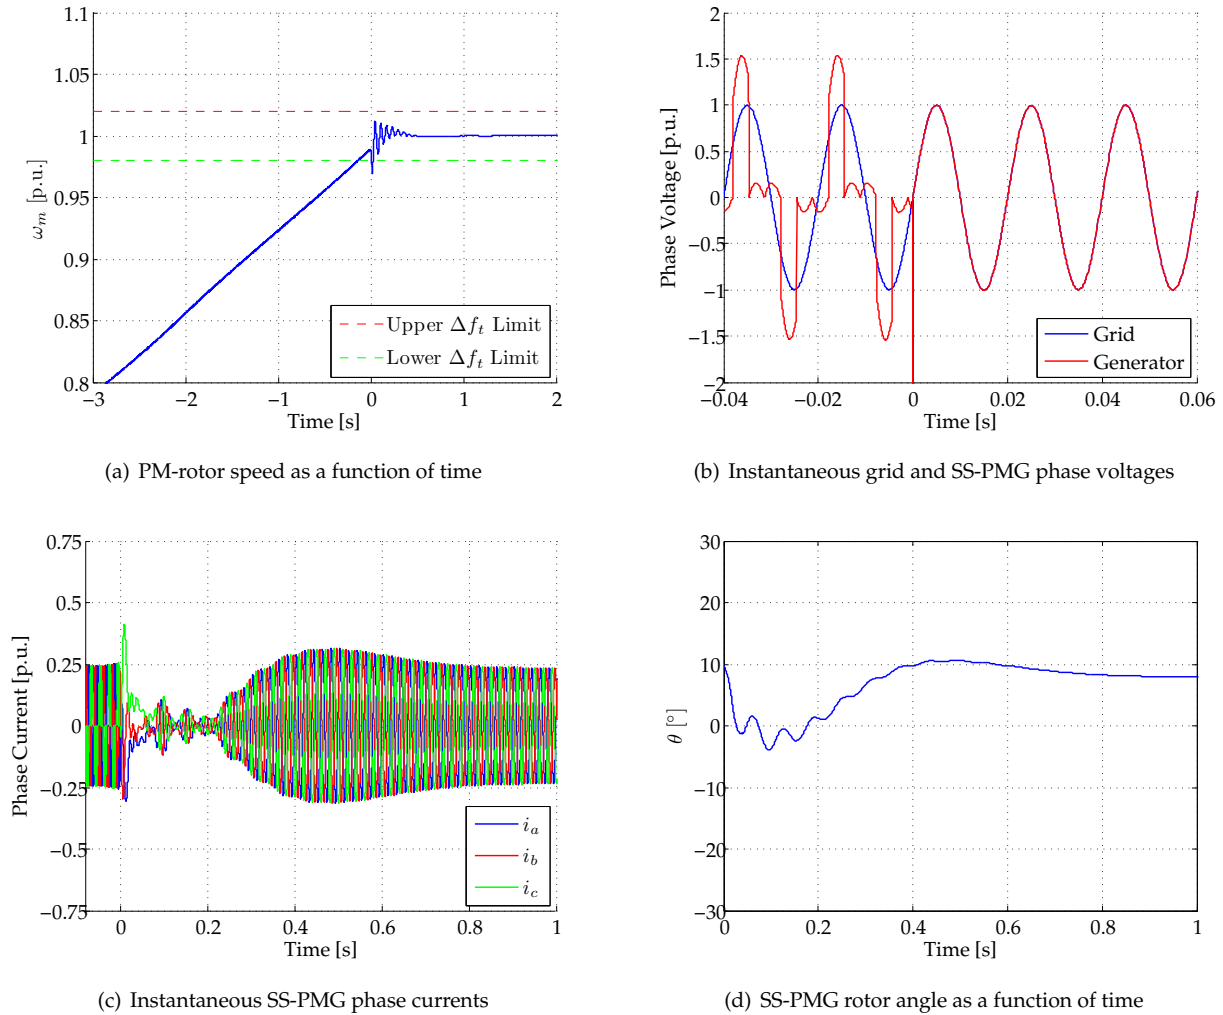 1.1
1.05
1
0.95
0.9
0.85
0.8
ω_m [p.u.]
−3 −2 −1 0 1 2
Time [s]
Upper Δf_t Limit
Lower Δf_t Limit
(a) PM-rotor speed as a function of time
2
1.5
1
0.5
0
−0.5
−1
−1.5
−2
Phase Voltage [p.u.]
−0.04 −0.02 0 0.02 0.04 0.06
Time [s]
Grid
Generator
(b) Instantaneous grid and SS-PMG phase voltages
0.75
0.5
0.25
0
−0.25
−0.5
−0.75
Phase Current [p.u.]
0 0.2 0.4 0.6 0.8 1
Time [s]
i_a
i_b
i_c
(c) Instantaneous SS-PMG phase currents
30
20
10
0
−10
−20
−30
θ [°]
0 0.2 0.4 0.6 0.8 1
Time [s]
(d) SS-PMG rotor angle as a function of time